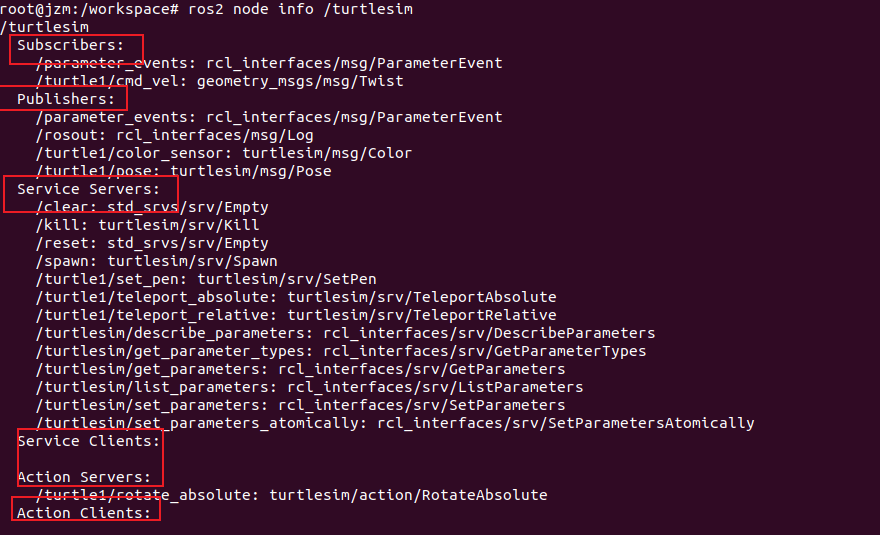 root@jzm:/workspace# ros2 node info /turtlesim
/turtlesim
  Subscribers:
    /parameter_events: rcl_interfaces/msg/ParameterEvent
    /turtle1/cmd_vel: geometry_msgs/msg/Twist
  Publishers:
    /parameter_events: rcl_interfaces/msg/ParameterEvent
    /rosout: rcl_interfaces/msg/Log
    /turtle1/color_sensor: turtlesim/msg/Color
    /turtle1/pose: turtlesim/msg/Pose
  Service Servers:
    /clear: std_srvs/srv/Empty
    /kill: turtlesim/srv/Kill
    /reset: std_srvs/srv/Empty
    /spawn: turtlesim/srv/Spawn
    /turtle1/set_pen: turtlesim/srv/SetPen
    /turtle1/teleport_absolute: turtlesim/srv/TeleportAbsolute
    /turtle1/teleport_relative: turtlesim/srv/TeleportRelative
    /turtlesim/describe_parameters: rcl_interfaces/srv/DescribeParameters
    /turtlesim/get_parameter_types: rcl_interfaces/srv/GetParameterTypes
    /turtlesim/get_parameters: rcl_interfaces/srv/GetParameters
    /turtlesim/list_parameters: rcl_interfaces/srv/ListParameters
    /turtlesim/set_parameters: rcl_interfaces/srv/SetParameters
    /turtlesim/set_parameters_atomically: rcl_interfaces/srv/SetParametersAtomically
  Service Clients:
  Action Servers:
    /turtle1/rotate_absolute: turtlesim/action/RotateAbsolute
  Action Clients: